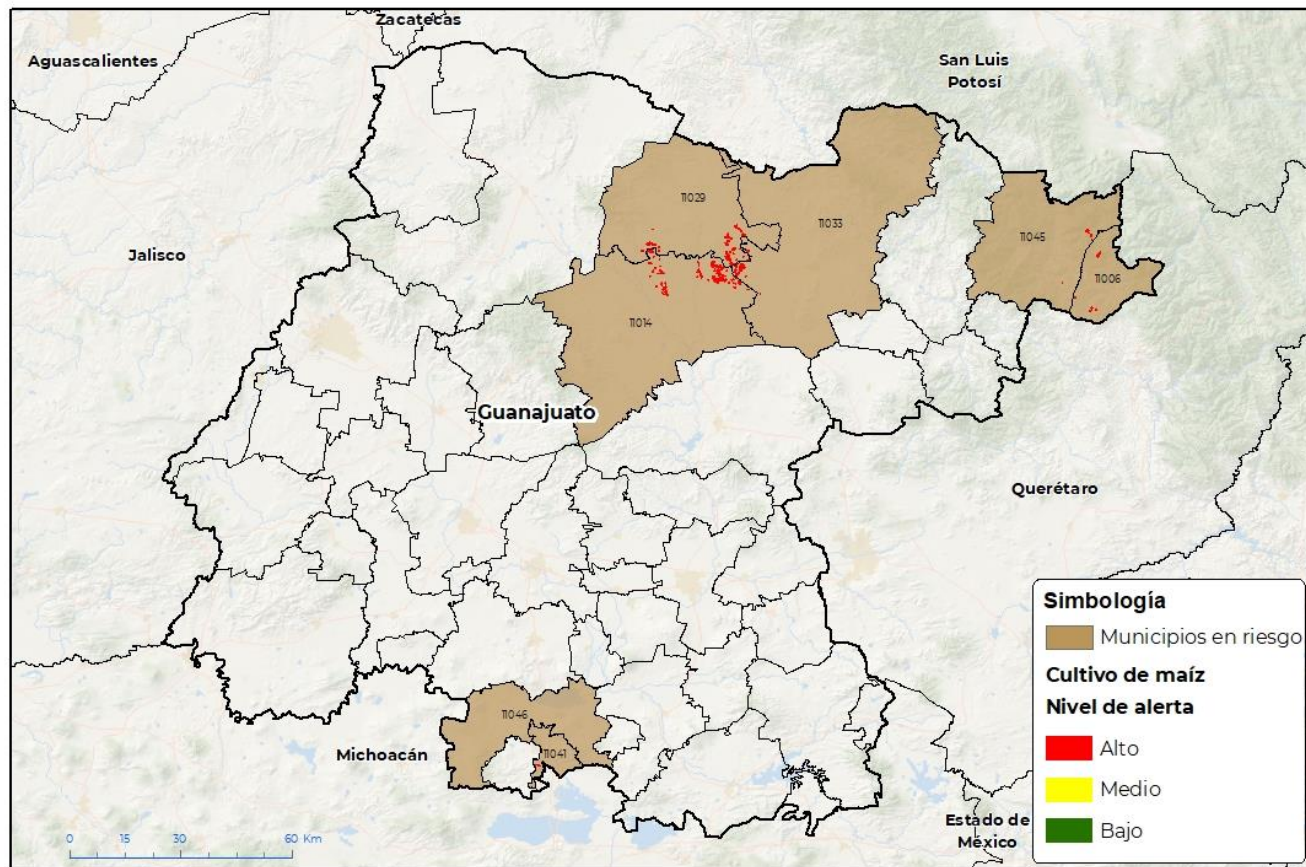 Zacatecas
Aguascalientes
San Luis
Potosí
Jalisco
11029
11033
11045
11006
11014
Guanajuato
Querétaro
11046
11041
Michoacán
Estado de
México
0 15 30 60 Km
Simbología
Municipios en riesgo
Cultivo de maíz
Nivel de alerta
Alto
Medio
Bajo